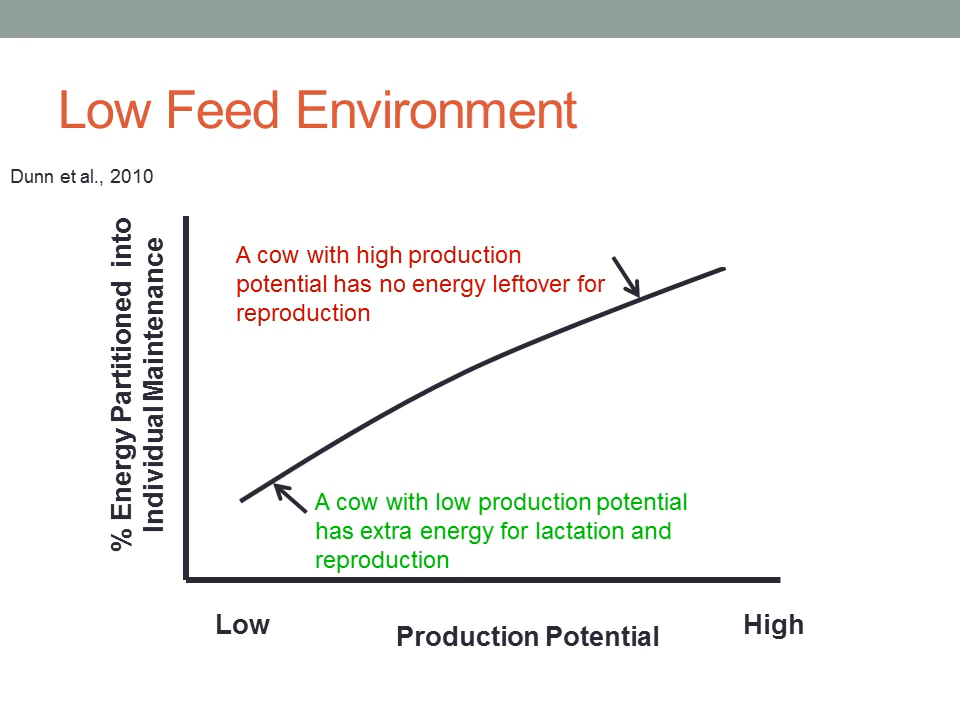 Low Feed Environment
Dunn et al., 2010
% Energy Partitioned into
Individual Maintenance
A cow with high production
potential has no energy leftover for
reproduction
A cow with low production potential
has extra energy for lactation and
reproduction
Low
Production Potential
High